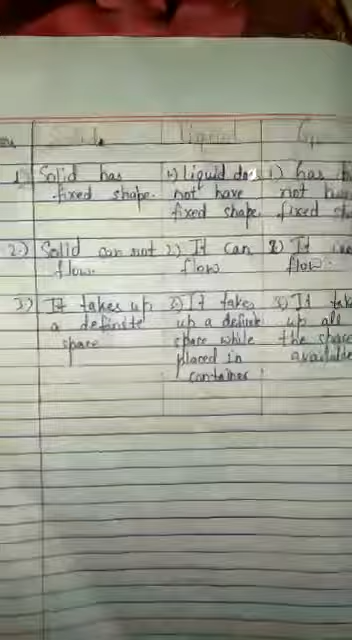 Solid Liquid
1) Solid has fixed shape. 1) liquid does not have fixed shape. 1) has not fixed
2) Solid can not flow. 2) It can flow 2) It flow.
3) It takes up a definite space 3) It takes up a definite space while placed in container. 3) It up all the space available